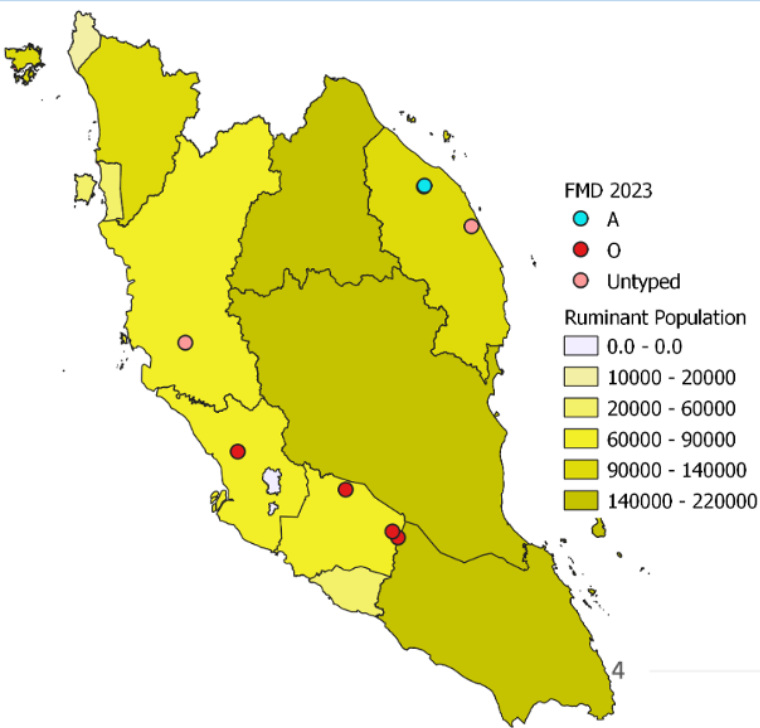 FMD 2023
A
O
Untyped
Ruminant Population
0.0 - 0.0
10000 - 20000
20000 - 60000
60000 - 90000
90000 - 140000
140000 - 220000
4